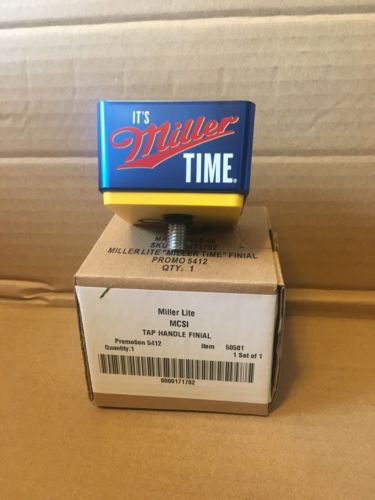 IT'S
Miller
TIME.
MILLER LITE "MILLER TIME" FINIAL
PROMO 5412
QTY: 1
Miller Lite
MCSI
TAP HANDLE FINIAL
Promotion 5412 Item 50501
Quantity:1 1 Set of 1
0000171702